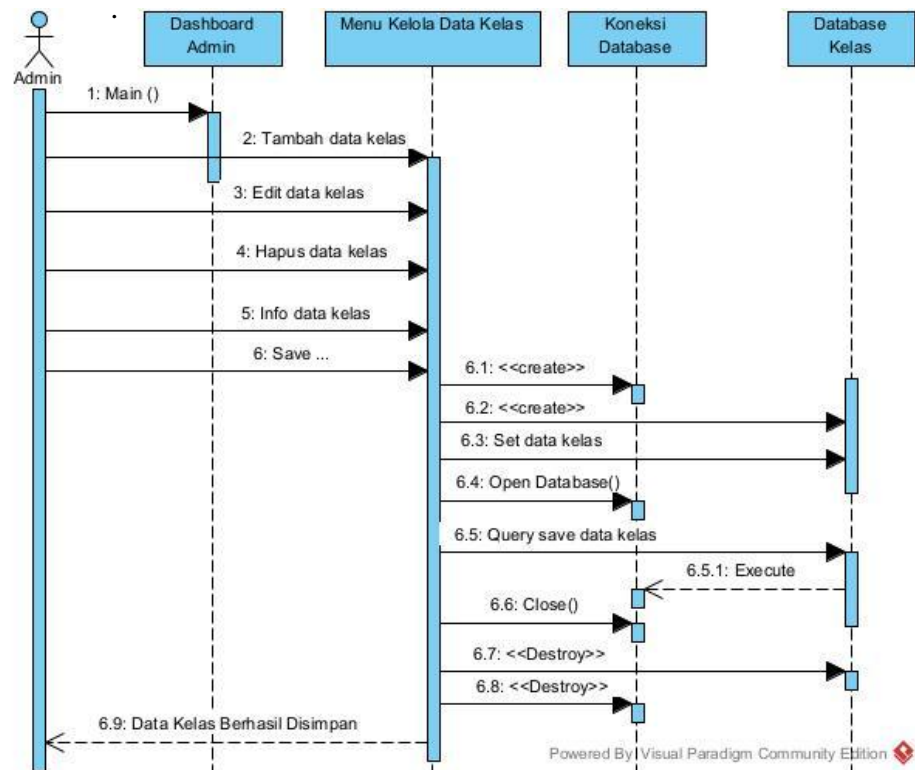 Dashboard
Admin
Menu Kelola Data Kelas
Koneksi
Database
Database
Kelas
Admin
1: Main ()
2: Tambah data kelas
3: Edit data kelas
4: Hapus data kelas
5: Info data kelas
6: Save ...
6.1: <<create>>
6.2: <<create>>
6.3: Set data kelas
6.4: Open Database()
6.5: Query save data kelas
6.5.1: Execute
6.6: Close()
6.7: <<Destroy>>
6.8: <<Destroy>>
6.9: Data Kelas Berhasil Disimpan
Powered By Visual Paradigm Community Edition